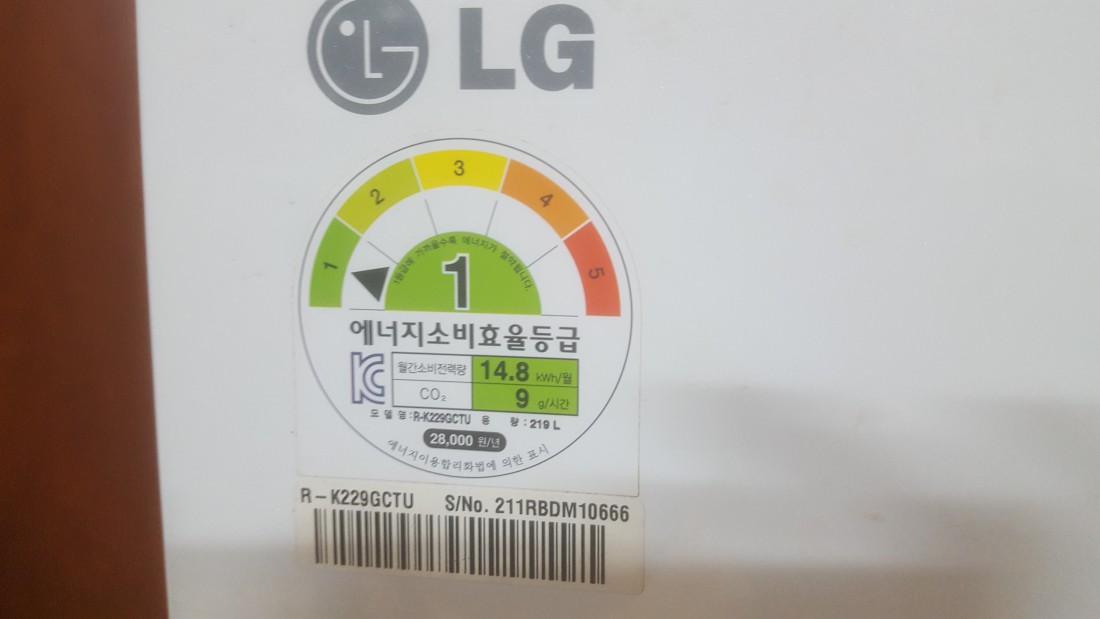 LG
LG
1 2 3 4 5
1등급에 가까울수록 에너지가 절약됩니다.
1
에너지소비효율등급
월간소비전력량 14.8 kWh/월
CO₂ 9 g/시간
모 델 명 : R-K229GCTU 용 량 : 219 L
28,000 원/년
에너지이용합리화법에 의한 표시
R-K229GCTU S/No. 211RBDM10666